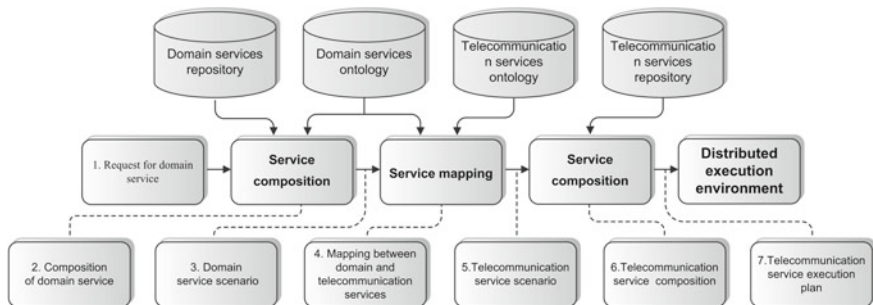 Domain services
repository
Domain services
ontology
Telecommunicatio
n services
ontology
Telecommunicatio
n services
repository
1. Request for domain
service
Service
composition
Service mapping
Service
composition
Distributed
execution
environment
2. Composition
of domain service
3. Domain
service scenario
4. Mapping between
domain and
telecommunication
services
5.Telecommunication
service scenario
6.Telecommunication
service composition
7.Telecommunication
service execution
plan